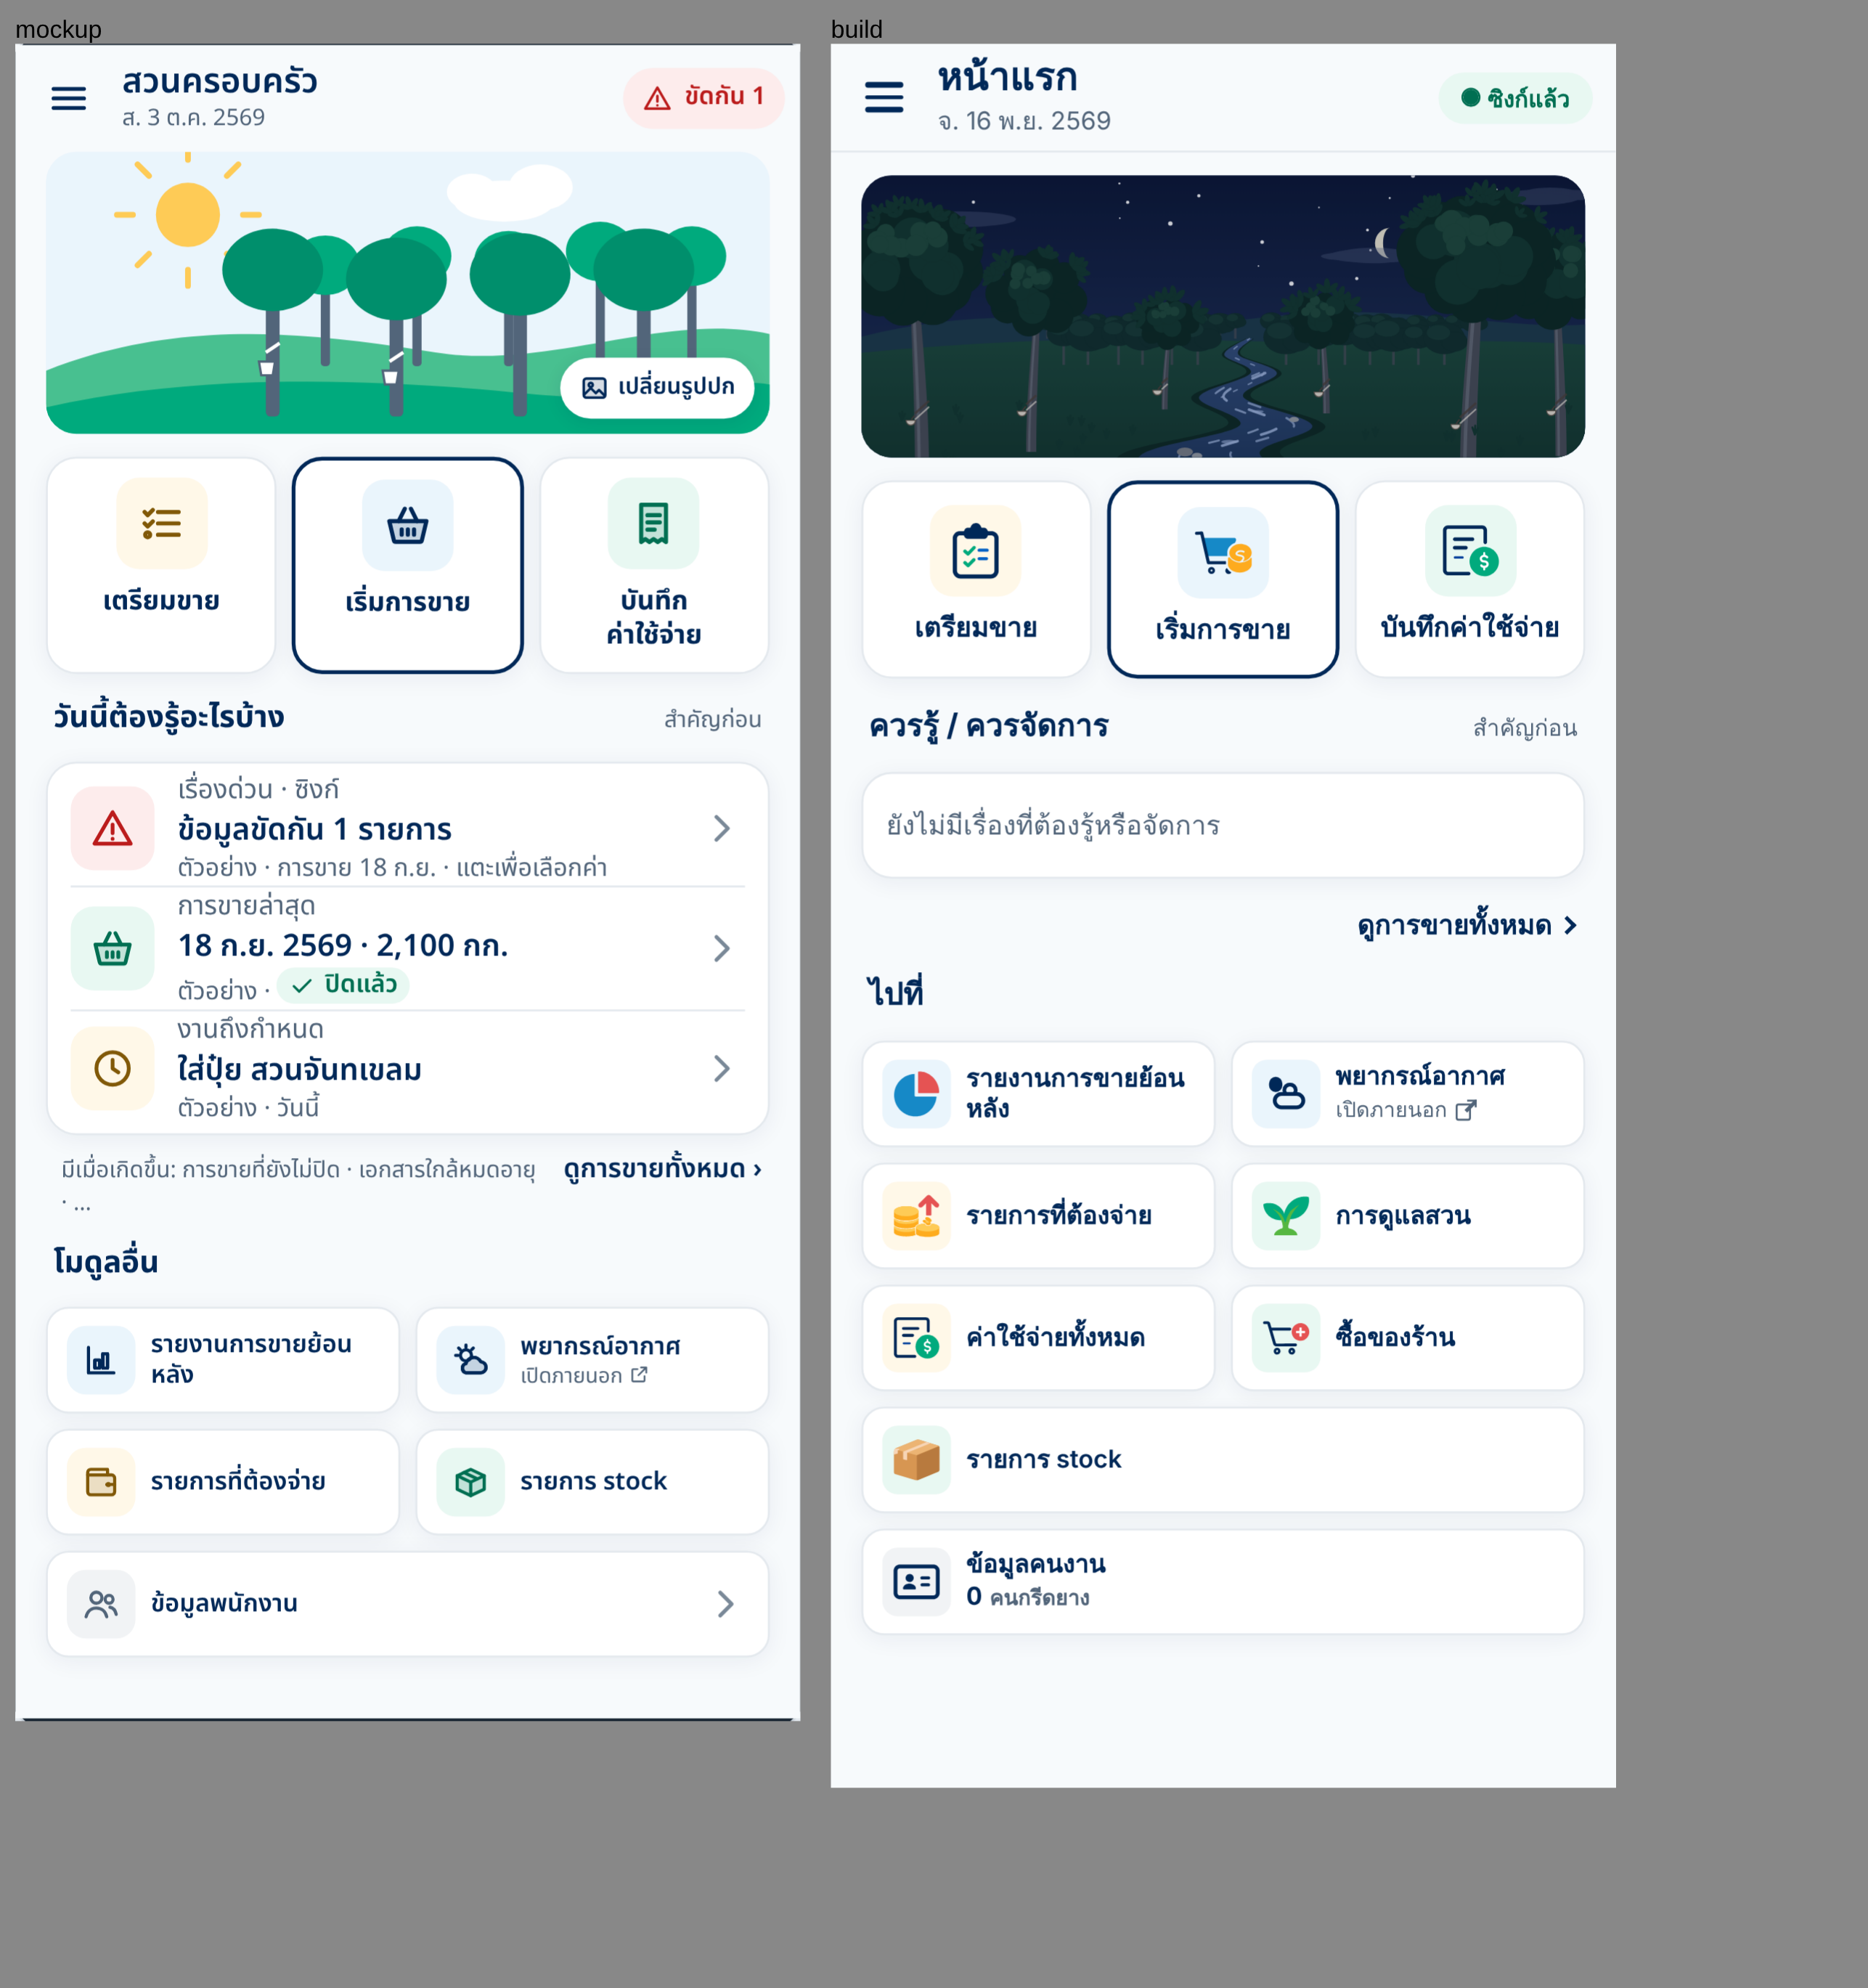 mockup
สวนครอบครัว
ส. 3 ต.ค. 2569
ขัดกัน 1
เปลี่ยนรูปปก
เตรียมขาย
เริ่มการขาย
บันทึก
ค่าใช้จ่าย
วันนี้ต้องรู้อะไรบ้าง
สำคัญก่อน
เรื่องด่วน · ซิงก์
ข้อมูลขัดกัน 1 รายการ
ตัวอย่าง · การขาย 18 ก.ย. · แตะเพื่อเลือกค่า
การขายล่าสุด
18 ก.ย. 2569 · 2,100 กก.
ตัวอย่าง · ปิดแล้ว
งานถึงกำหนด
ใส่ปุ๋ย สวนจันทเขลม
ตัวอย่าง · วันนี้
มีเมื่อเกิดขึ้น: การขายที่ยังไม่ปิด · เอกสารใกล้หมดอายุ
· ...
ดูการขายทั้งหมด ›
โมดูลอื่น
รายงานการขายย้อน
หลัง
พยากรณ์อากาศ
เปิดภายนอก
รายการที่ต้องจ่าย
รายการ stock
ข้อมูลพนักงาน
build
หน้าแรก
จ. 16 พ.ย. 2569
ซิงก์แล้ว
เตรียมขาย
เริ่มการขาย
บันทึกค่าใช้จ่าย
ควรรู้ / ควรจัดการ
สำคัญก่อน
ยังไม่มีเรื่องที่ต้องรู้หรือจัดการ
ดูการขายทั้งหมด
ไปที่
รายงานการขายย้อน
หลัง
พยากรณ์อากาศ
เปิดภายนอก
รายการที่ต้องจ่าย
การดูแลสวน
ค่าใช้จ่ายทั้งหมด
ซื้อของร้าน
รายการ stock
ข้อมูลคนงาน
0 คนกรีดยาง